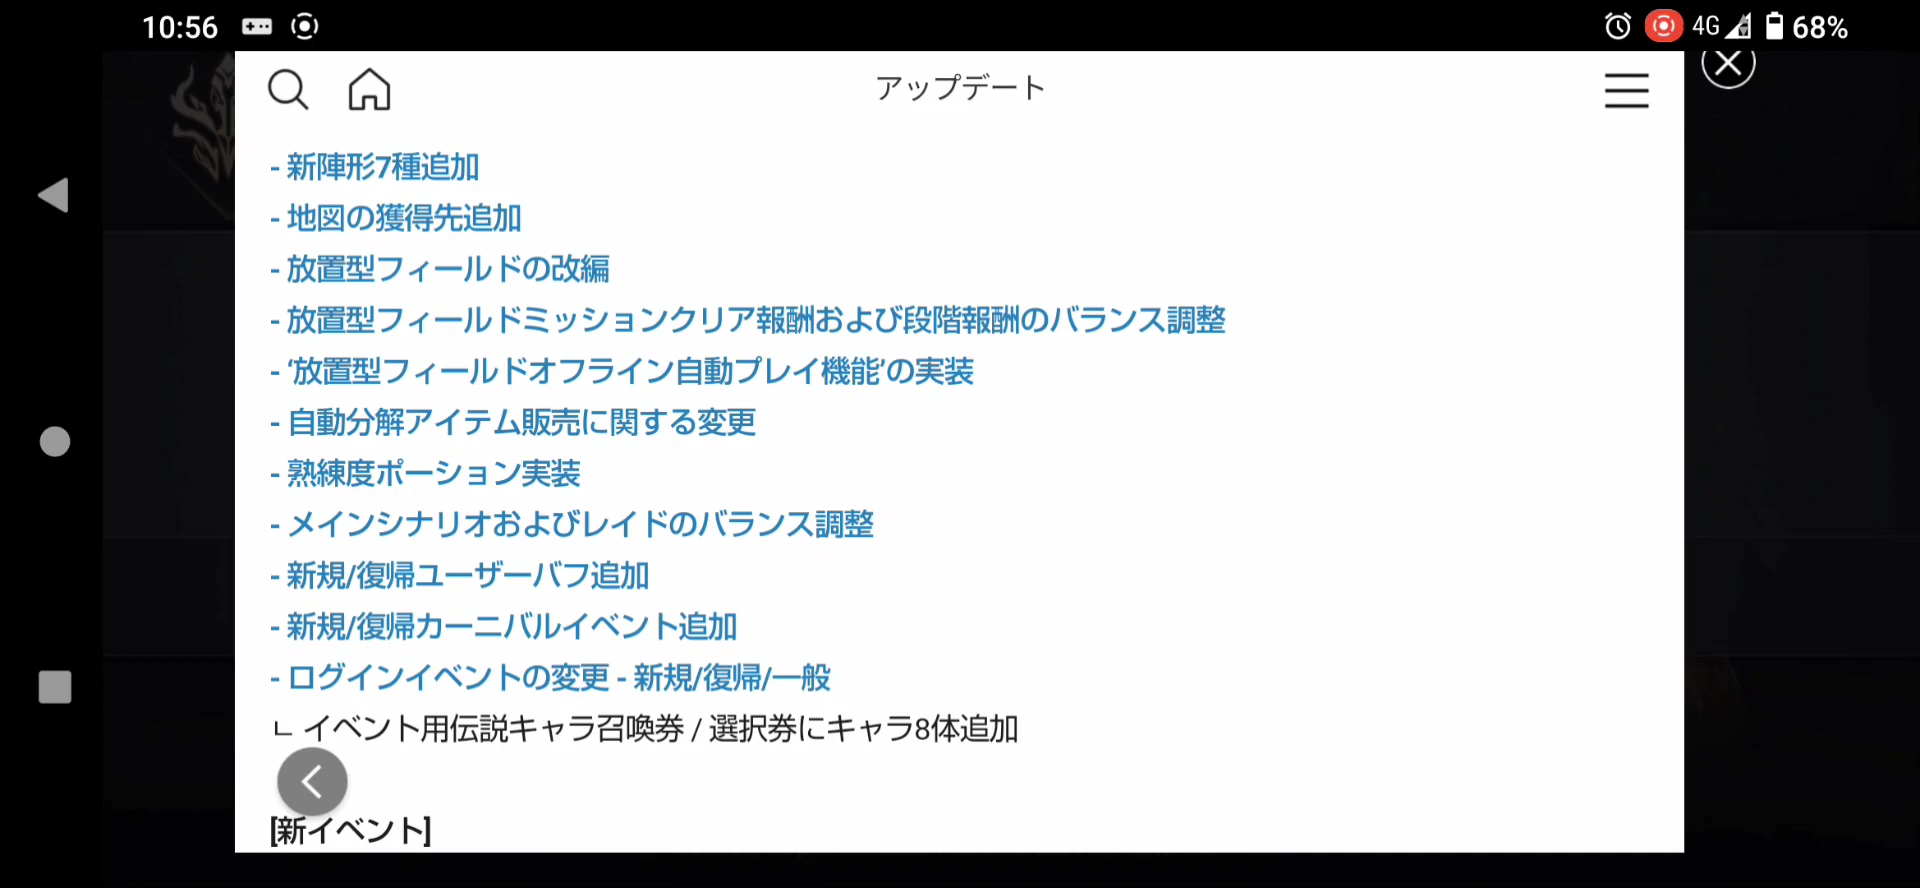 10:56
4G 68%
アップデート
- 新陣形7種追加
- 地図の獲得先追加
- 放置型フィールドの改編
- 放置型フィールドミッションクリア報酬および段階報酬のバランス調整
- ‘放置型フィールドオフライン自動プレイ機能’の実装
- 自動分解アイテム販売に関する変更
- 熟練度ポーション実装
- メインシナリオおよびレイドのバランス調整
- 新規/復帰ユーザーバフ追加
- 新規/復帰カーニバルイベント追加
- ログインイベントの変更 - 新規/復帰/一般
ㄴ イベント用伝説キャラ召喚券 / 選択券にキャラ8体追加
[新イベント]